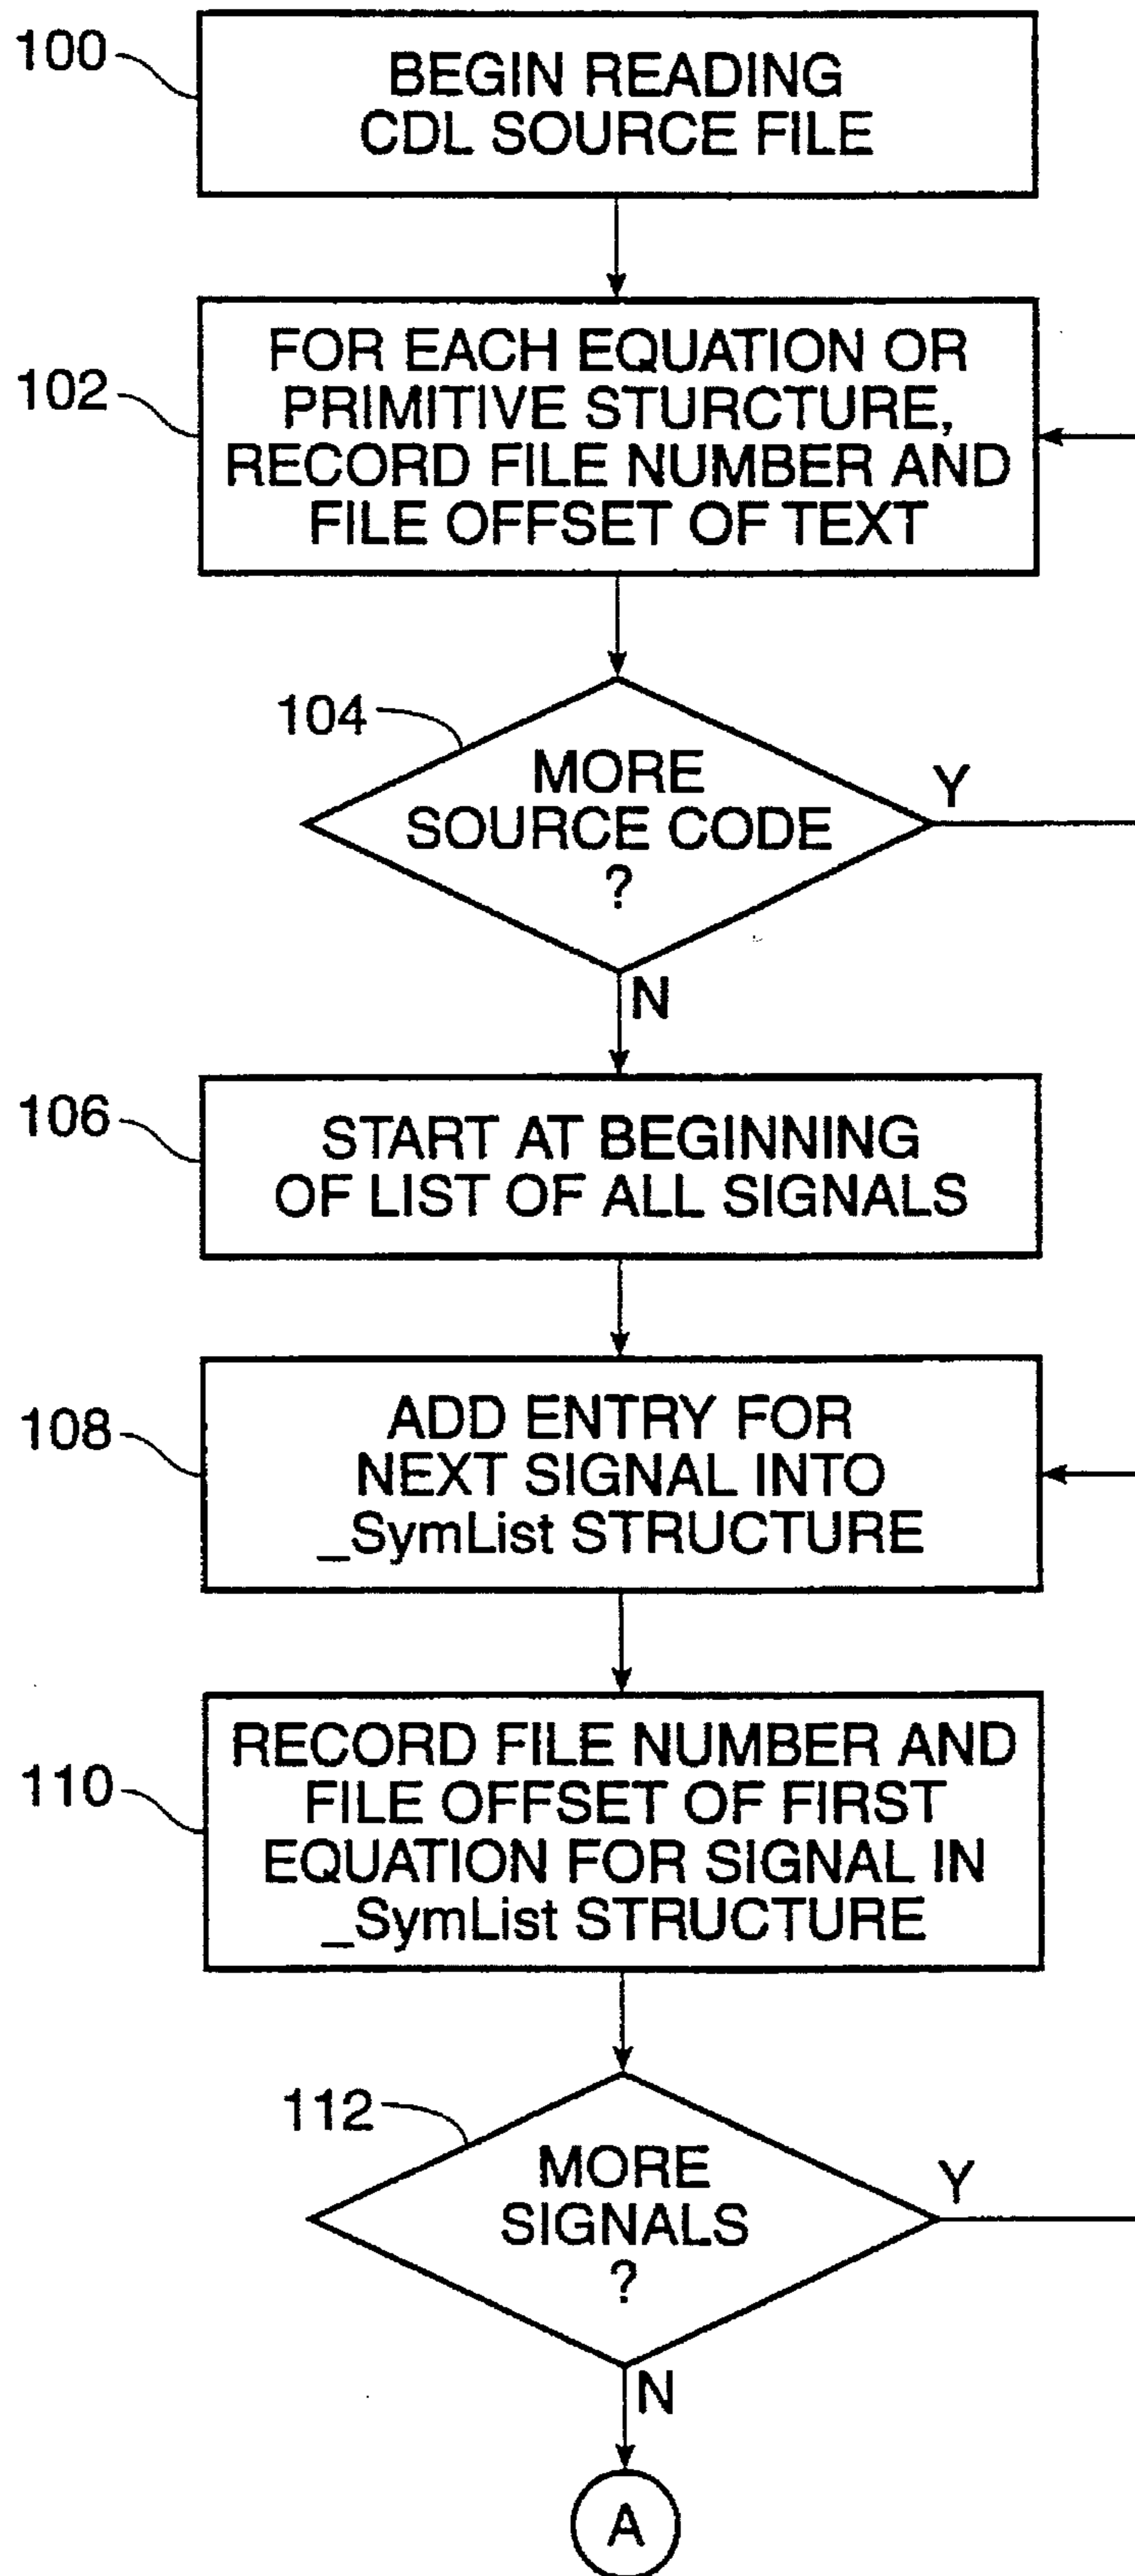 100
BEGIN READING
CDL SOURCE FILE
102
FOR EACH EQUATION OR
PRIMITIVE STURCTURE,
RECORD FILE NUMBER AND
FILE OFFSET OF TEXT
104
MORE
SOURCE CODE
?
Y
N
106
START AT BEGINNING
OF LIST OF ALL SIGNALS
108
ADD ENTRY FOR
NEXT SIGNAL INTO
_SymList STRUCTURE
110
RECORD FILE NUMBER AND
FILE OFFSET OF FIRST
EQUATION FOR SIGNAL IN
_SymList STRUCTURE
112
MORE
SIGNALS
?
Y
N
A